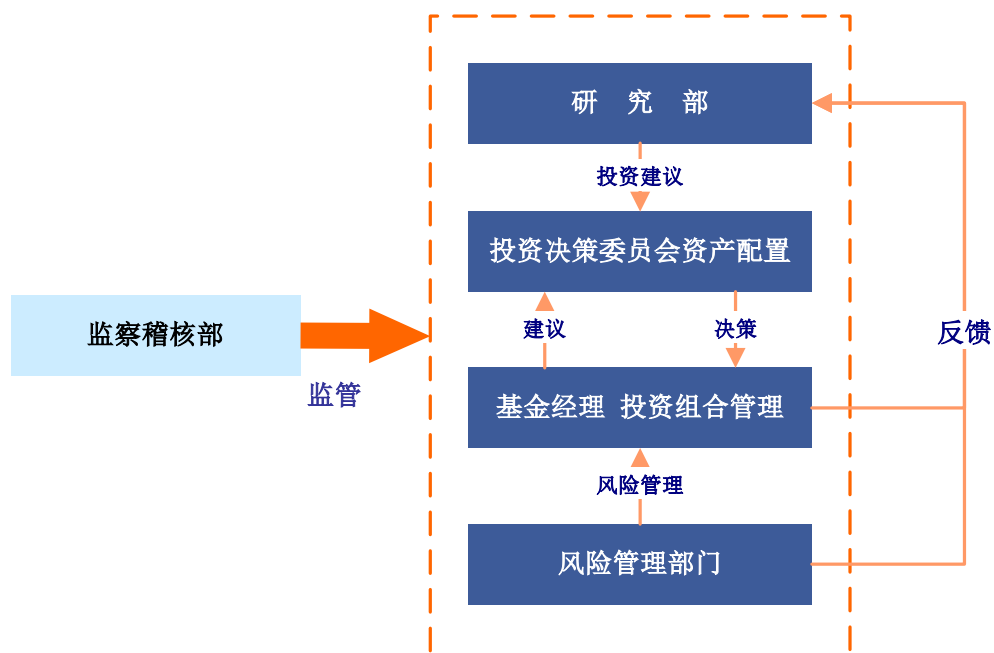 研 究 部
投资建议
投资决策委员会资产配置
建议
决策
监察稽核部
反馈
监管
基金经理 投资组合管理
风险管理
风险管理部门